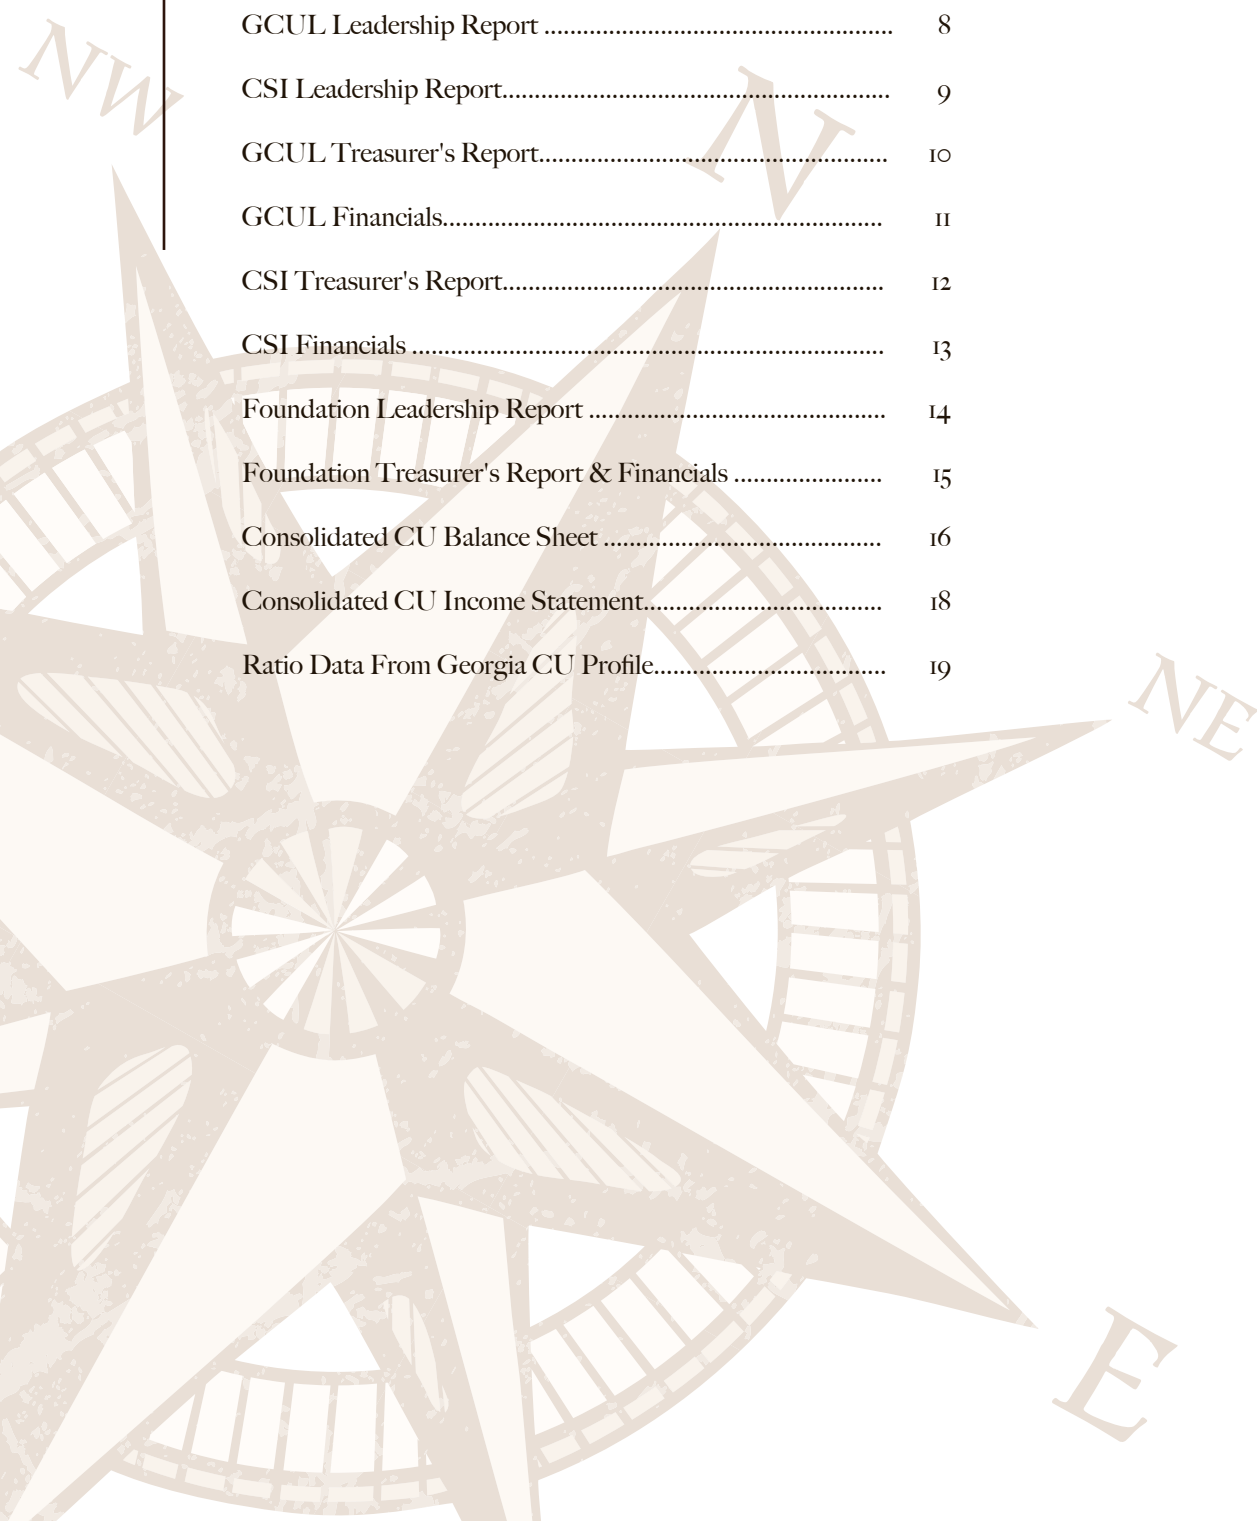 GCUL Leadership Report ........................................................... 8
CSI Leadership Report.................................................................. 9
GCUL Treasurer's Report........................................................... 10
GCUL Financials........................................................................... 11
CSI Treasurer's Report................................................................. 12
CSI Financials ................................................................................ 13
Foundation Leadership Report ................................................... 14
Foundation Treasurer's Report & Financials ......................... 15
Consolidated CU Balance Sheet ............................................... 16
Consolidated CU Income Statement......................................... 18
Ratio Data From Georgia CU Profile........................................ 19
NW
N
NE
E